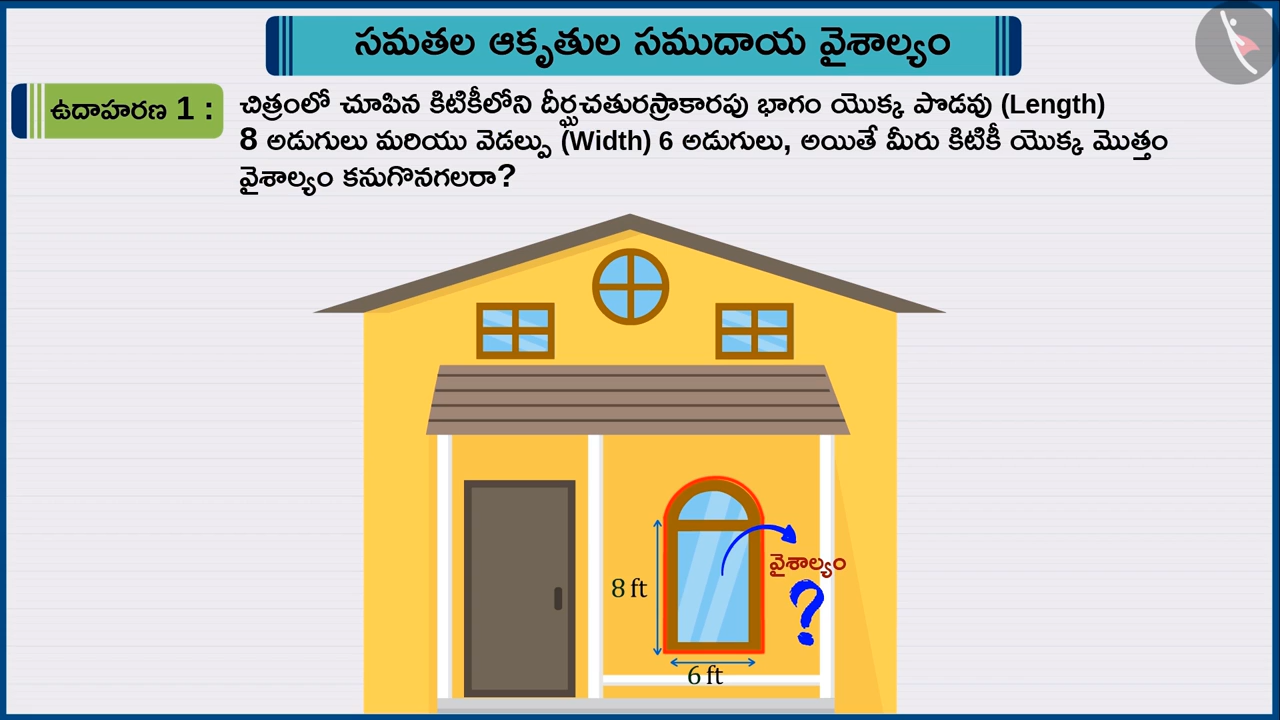 సమతల ఆకృతుల సముదాయ వైశాల్యం
ఉదాహరణ 1 :
చిత్రంలో చూపిన కిటికీలోని దీర్ఘచతురస్రాకారపు భాగం యొక్క పొడవు (Length)
8 అడుగులు మరియు వెడల్పు (Width) 6 అడుగులు, అయితే మీరు కిటికీ యొక్క మొత్తం
వైశాల్యం కనుగొనగలరా?
వైశాల్యం
?
8 ft
6 ft